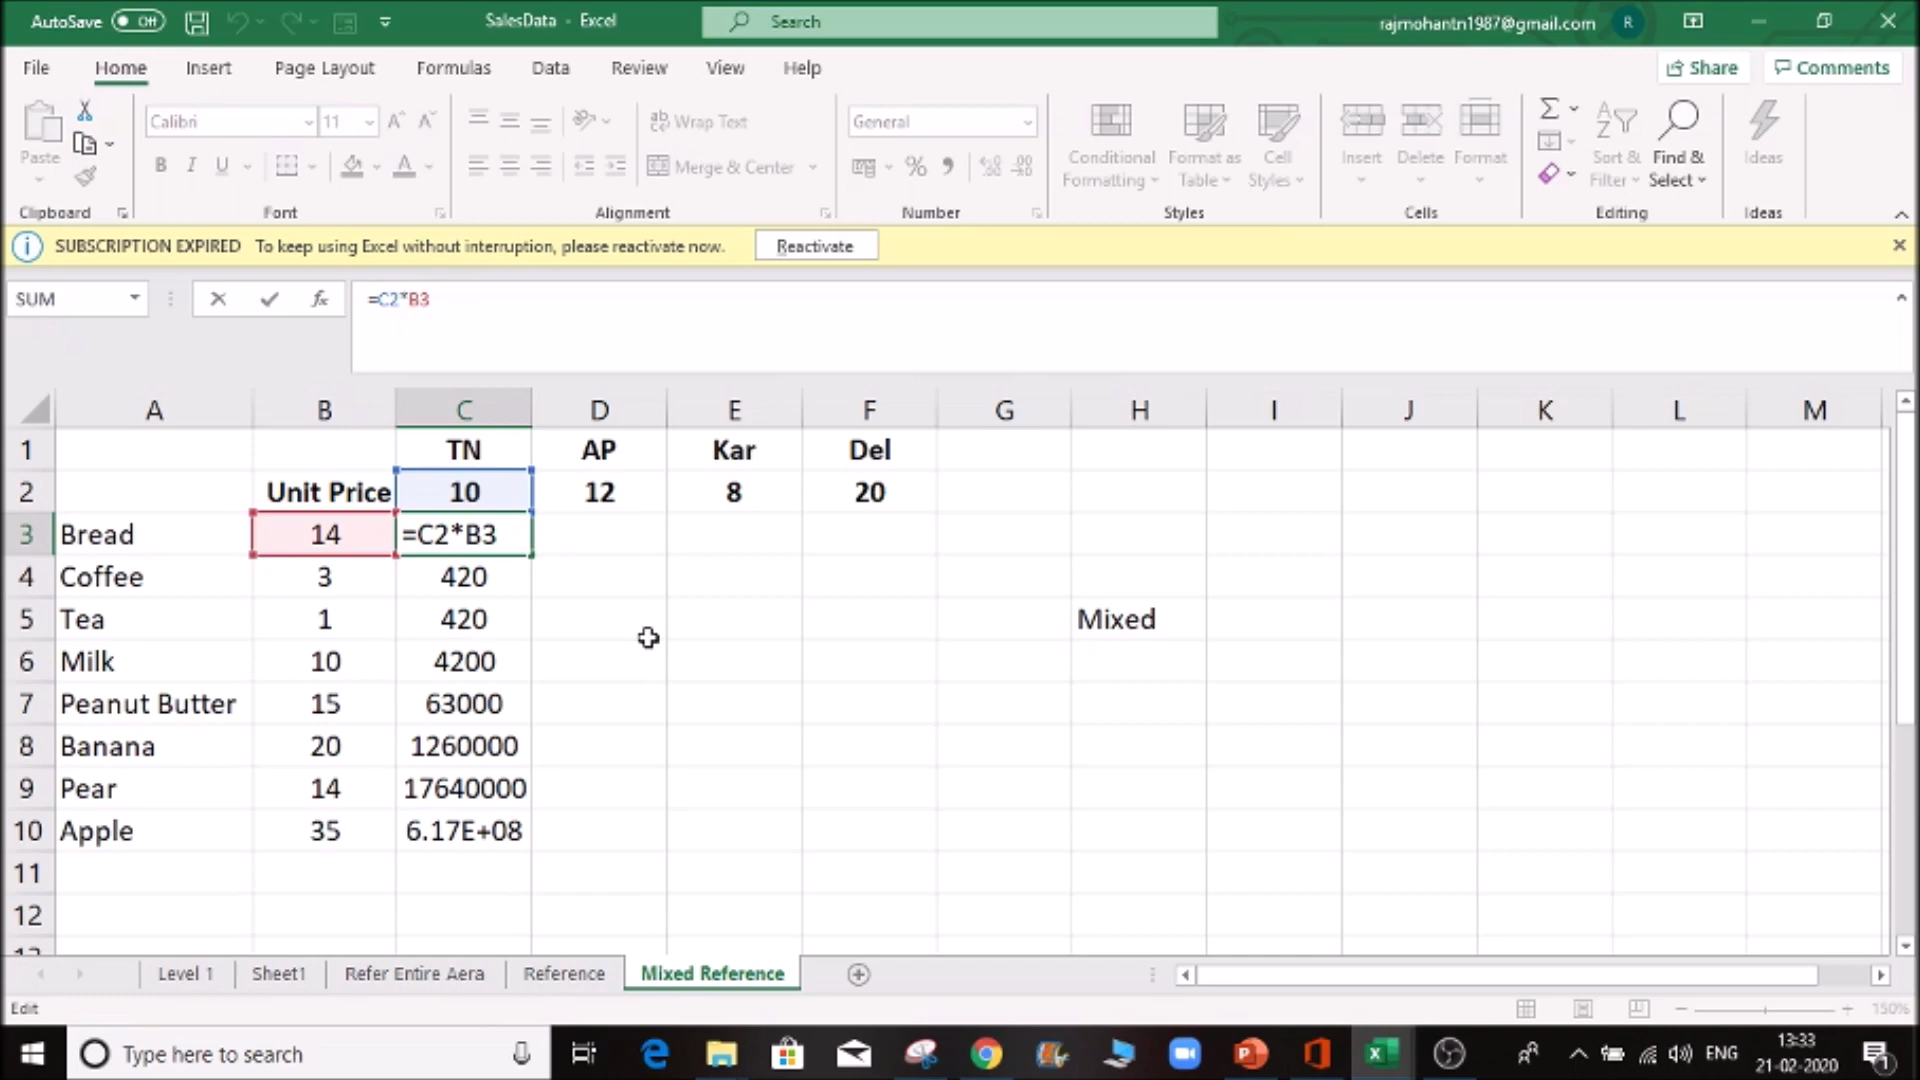 AutoSave Off SalesData - Excel Search rajmohantn1987@gmail.com R
File Home Insert Page Layout Formulas Data Review View Help Share Comments
Calibri 11 A A ab Wrap Text General Σ
Paste B I U A Merge & Center % Conditional Formatting Format as Table Cell Styles Insert Delete Format Sort & Filter Find & Select Ideas
Clipboard Font Alignment Number Styles Cells Editing Ideas
SUBSCRIPTION EXPIRED To keep using Excel without interruption, please reactivate now. Reactivate
SUM fx =C2*B3
A B C D E F G H I J K L M
1 TN AP Kar Del
2 Unit Price 10 12 8 20
3 Bread 14 =C2*B3
4 Coffee 3 420
5 Tea 1 420 Mixed
6 Milk 10 4200
7 Peanut Butter 15 63000
8 Banana 20 1260000
9 Pear 14 17640000
10 Apple 35 6.17E+08
11
12
Level 1 Sheet1 Refer Entire Aera Reference Mixed Reference
Edit 150%
Type here to search ENG 13:33
21-02-2020